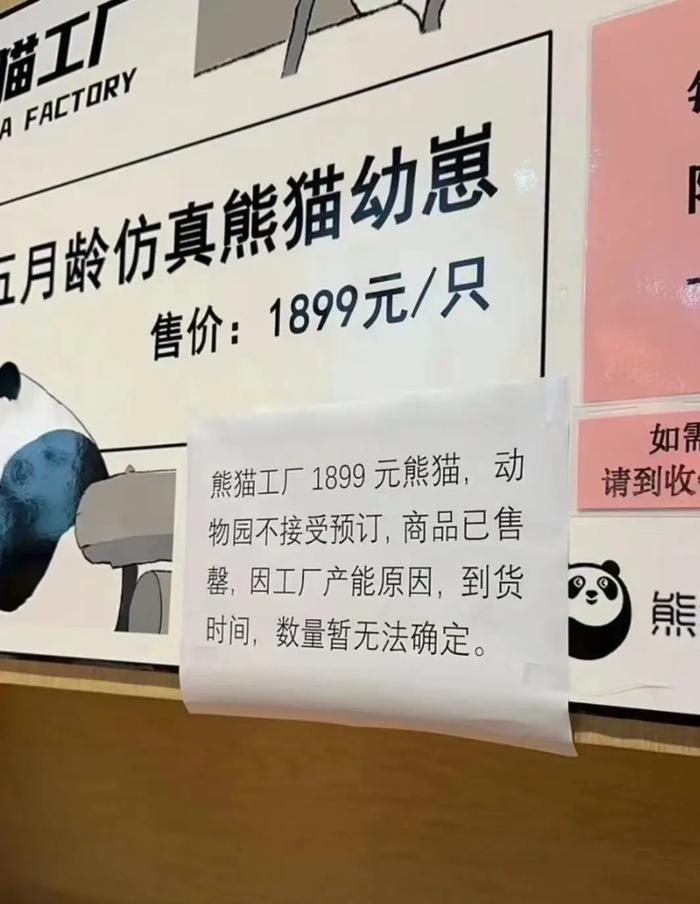 猫工厂
A FACTORY
五月龄仿真熊猫幼崽
售价：1899元/只
熊猫工厂 1899 元熊猫，动
物园不接受预订，商品已售
罄，因工厂产能原因，到货
时间，数量暂无法确定。
如需
请到收
熊